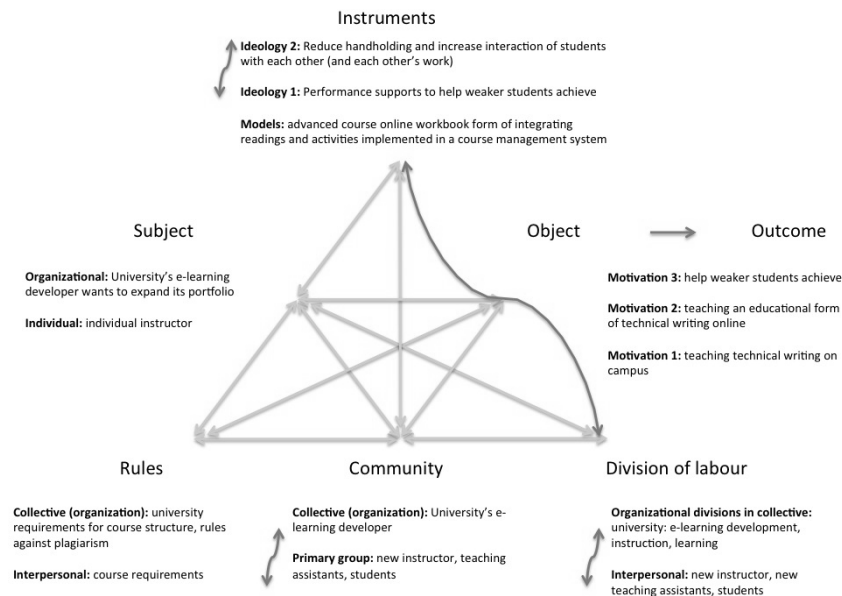 Instruments
Ideology 2: Reduce handholding and increase interaction of students
with each other (and each other's work)
Ideology 1: Performance supports to help weaker students achieve
Models: advanced course online workbook form of integrating
readings and activities implemented in a course management system
Subject
Organizational: University's e-learning
developer wants to expand its portfolio
Individual: individual instructor
Object
Outcome
Motivation 3: help weaker students achieve
Motivation 2: teaching an educational form
of technical writing online
Motivation 1: teaching technical writing on
campus
Rules
Collective (organization): university
requirements for course structure, rules
against plagiarism
Interpersonal: course requirements
Community
Collective (organization): University's e-
learning developer
Primary group: new instructor, teaching
assistants, students
Division of labour
Organizational divisions in collective:
university: e-learning development,
instruction, learning
Interpersonal: new instructor, new
teaching assistants, students